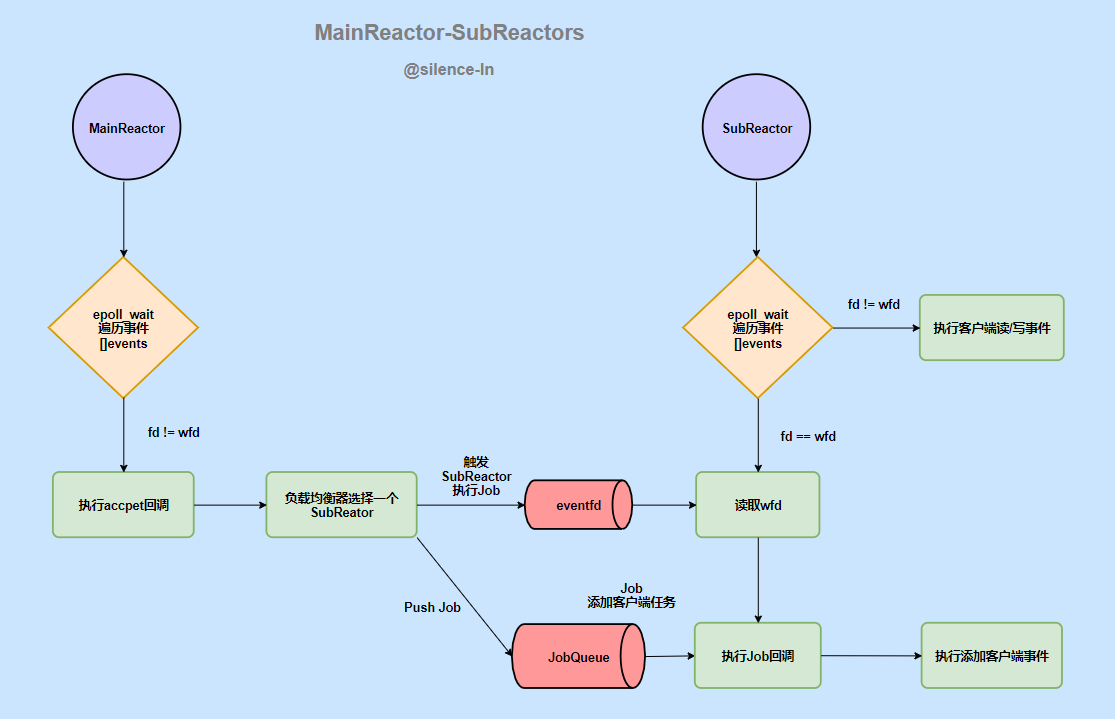 MainReactor-SubReactors
@silence-ln
MainReactor
SubReactor
epoll_wait
遍历事件
[]events
epoll_wait
遍历事件
[]events
fd != wfd
执行客户端读/写事件
fd != wfd
fd == wfd
执行accpet回调
负载均衡器选择一个
SubReator
触发
SubReactor
执行Job
eventfd
读取wfd
Push Job
Job
添加客户端任务
JobQueue
执行Job回调
执行添加客户端事件